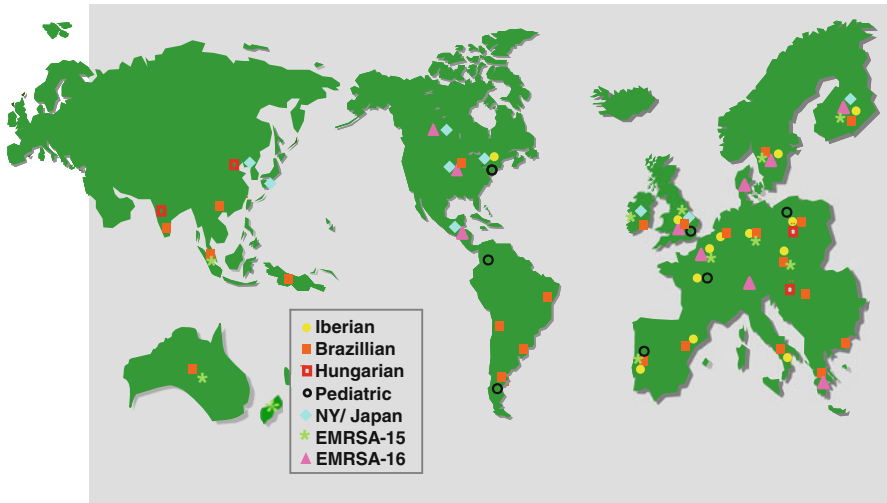 Iberian
Brazillian
Hungarian
Pediatric
NY/ Japan
EMRSA-15
EMRSA-16